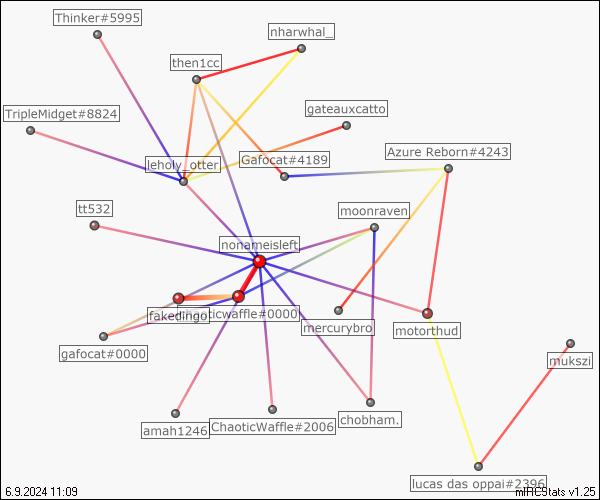 Thinker#5995
nharwhal_
then1cc
TripleMidget#8824
gateauxcatto
Azure Reborn#4243
Gafocat#4189
leholy_otter
tt532
moonraven
nonameisleft
fakedingo
waffle#0000
mercurybro
motorthud
gafocat#0000
mukszi
amah1246
ChaoticWaffle#2006
chobham.
lucas das oppai#2396
6.9.2024 11:09
mIRCStats v1.25